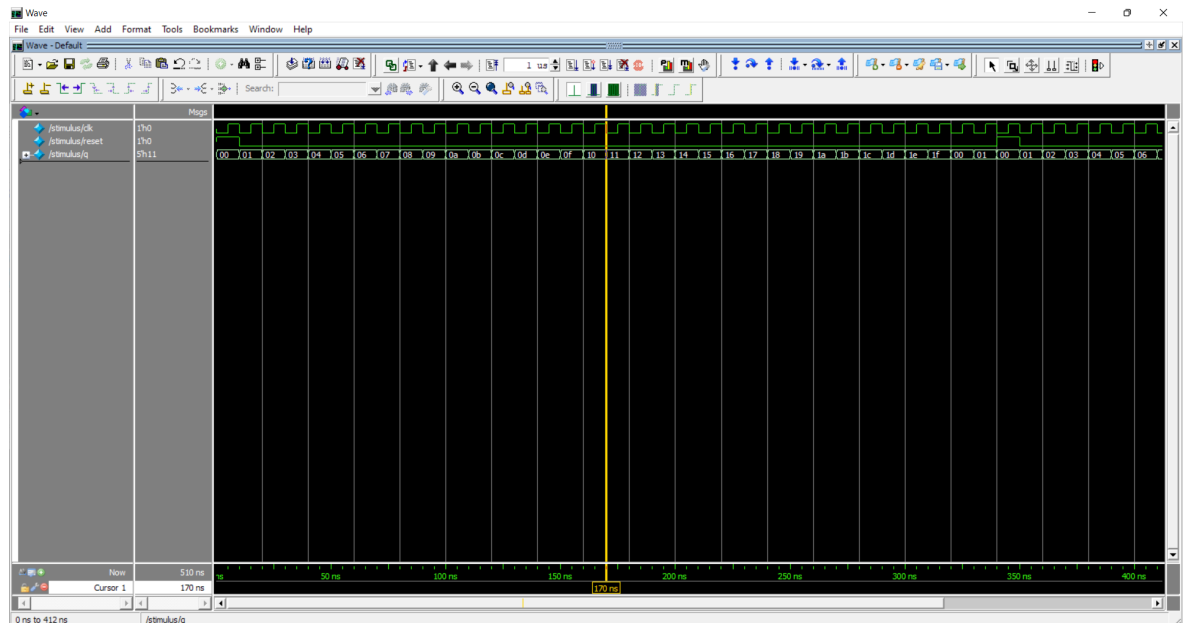 Wave
File Edit View Add Format Tools Bookmarks Window Help
Wave - Default
1 us
Search:
Msgs
/stimulus/clk 1'h0
/stimulus/reset 1'h0
/stimulus/q 5'h11 00 01 02 03 04 05 06 07 08 09 0a 0b 0c 0d 0e 0f 10 11 12 13 14 15 16 17 18 19 1a 1b 1c 1d 1e 1f 00 01 00 01 02 03 04 05 06
Now 510 ns ns 50 ns 100 ns 150 ns 200 ns 250 ns 300 ns 350 ns 400 ns
Cursor 1 170 ns 170 ns
0 ns to 412 ns /stimulus/q